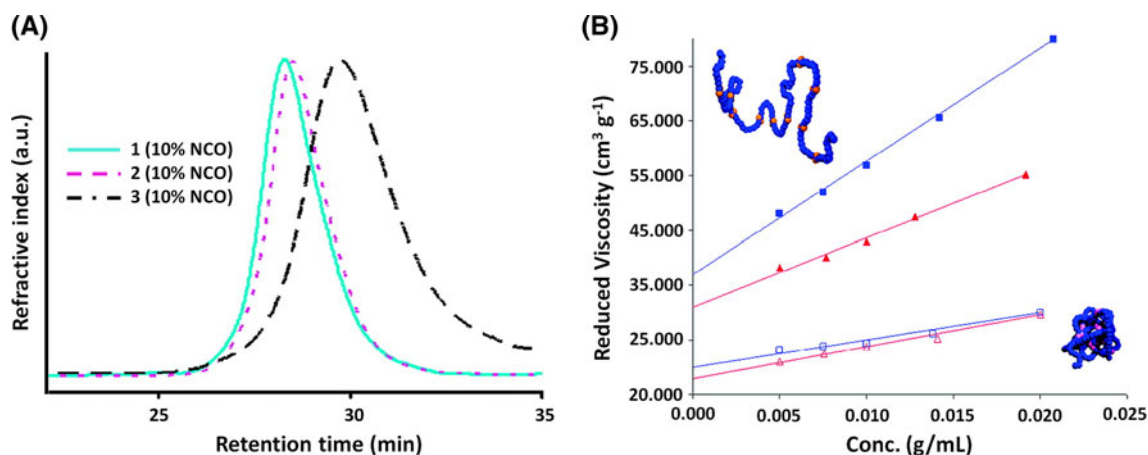 (A)
Refractive index (a.u.)
1 (10% NCO)
2 (10% NCO)
3 (10% NCO)
25
30
35
Retention time (min)
(B)
Reduced Viscosity (cm³ g⁻¹)
75.000
65.000
55.000
45.000
35.000
25.000
20.000
0.000
0.005
0.010
0.015
0.020
0.025
Conc. (g/mL)